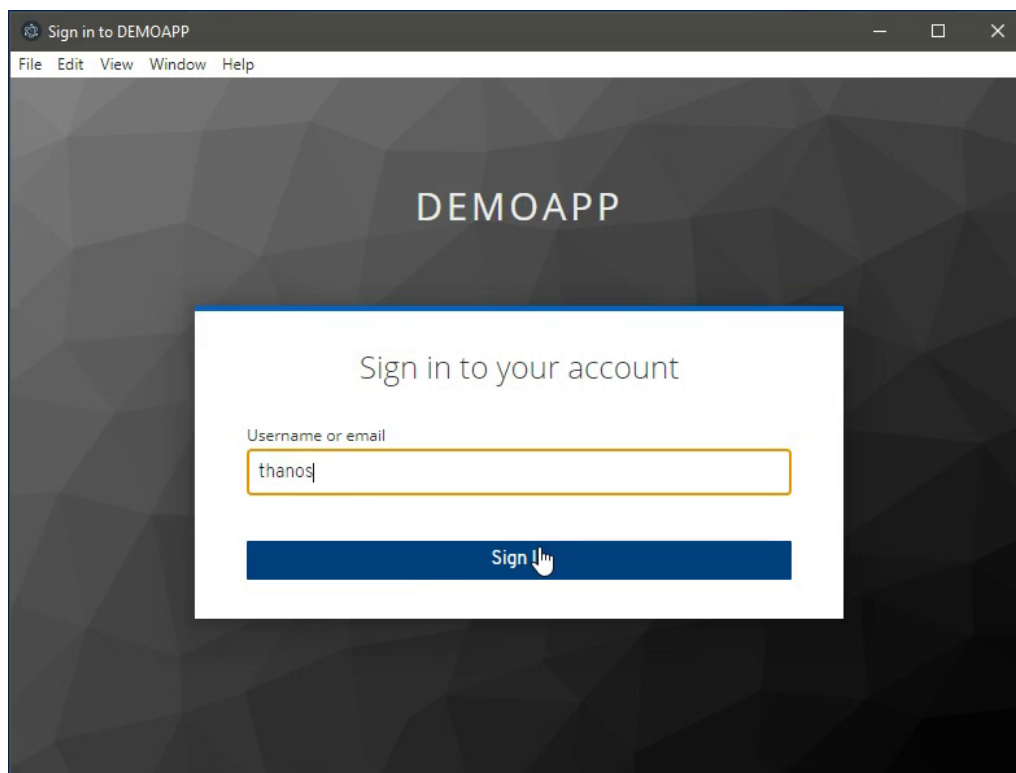 Sign in to DEMOAPP
File Edit View Window Help
DEMOAPP
Sign in to your account
Username or email
thanos
Sign